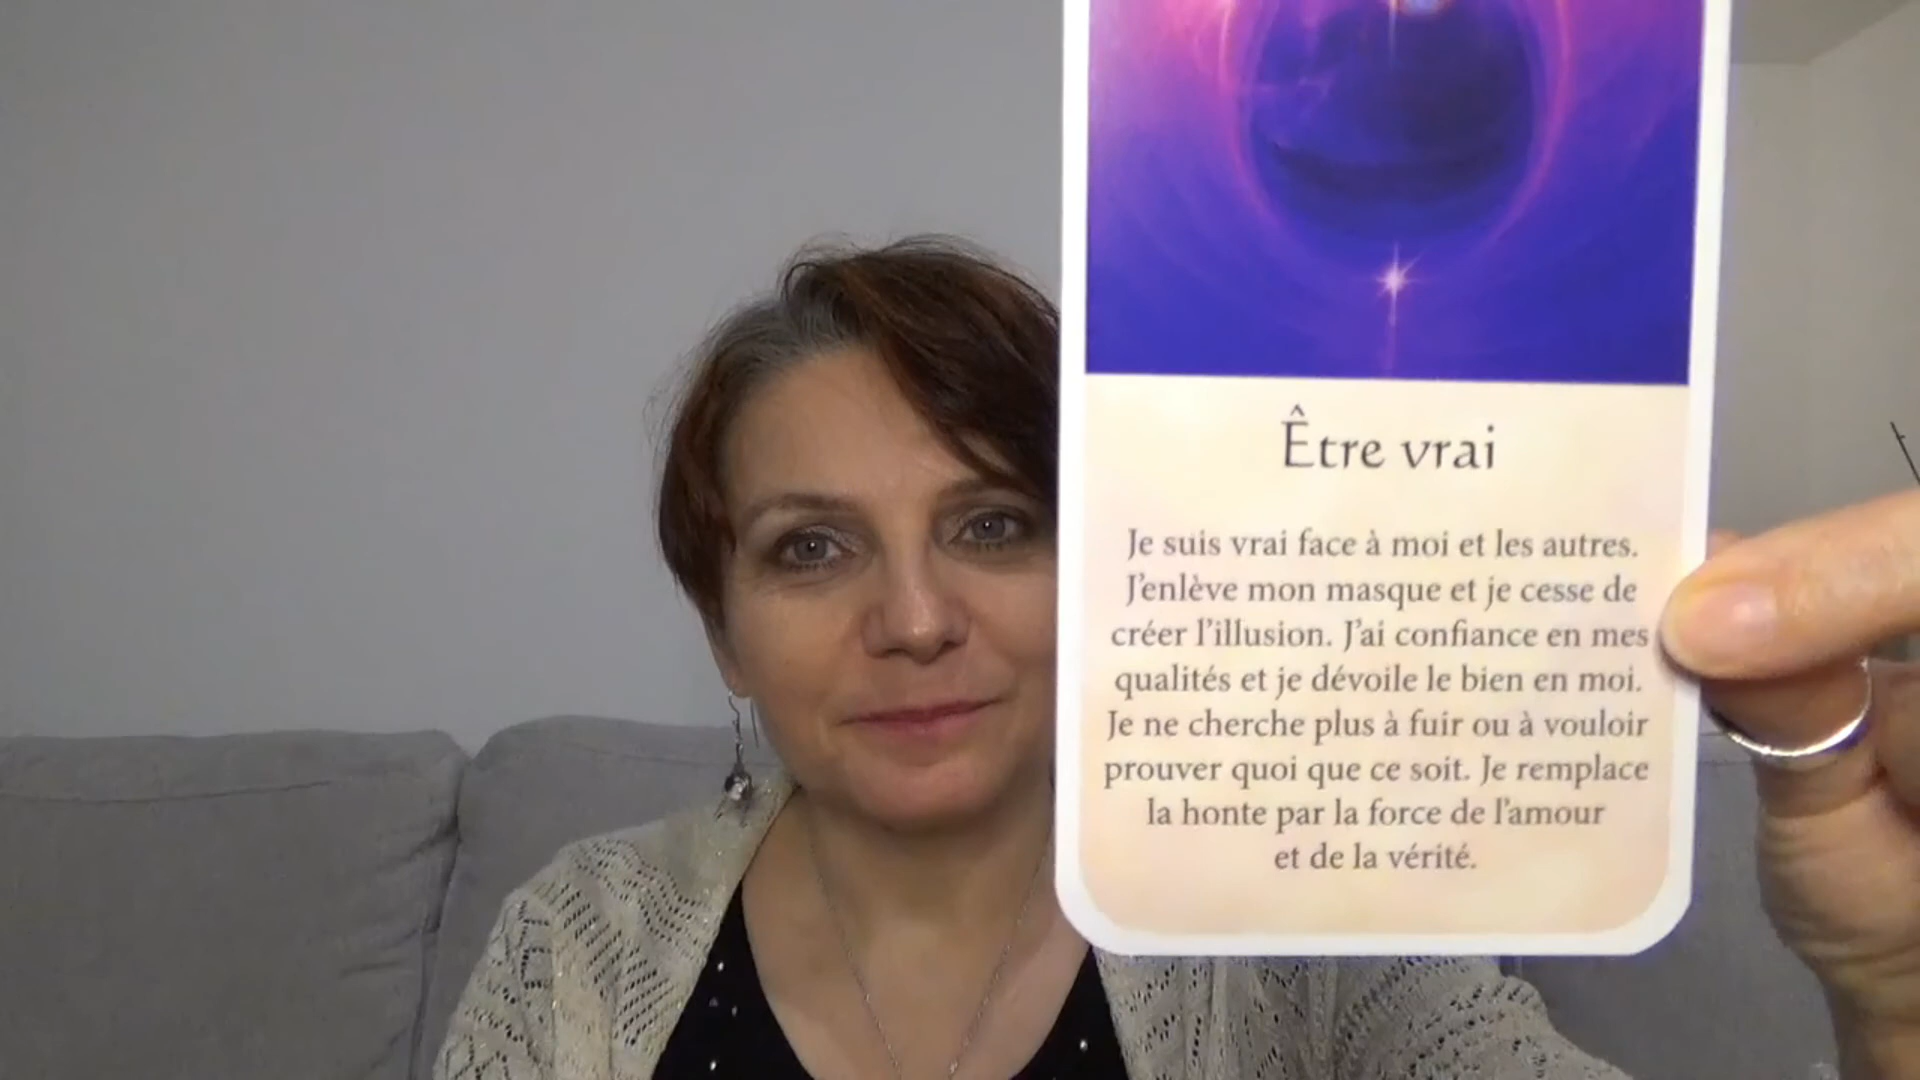 Être vrai
Je suis vrai face à moi et les autres.
J'enlève mon masque et je cesse de
créer l'illusion. J'ai confiance en mes
qualités et je dévoile le bien en moi.
Je ne cherche plus à fuir ou à vouloir
prouver quoi que ce soit. Je remplace
la honte par la force de l'amour
et de la vérité.